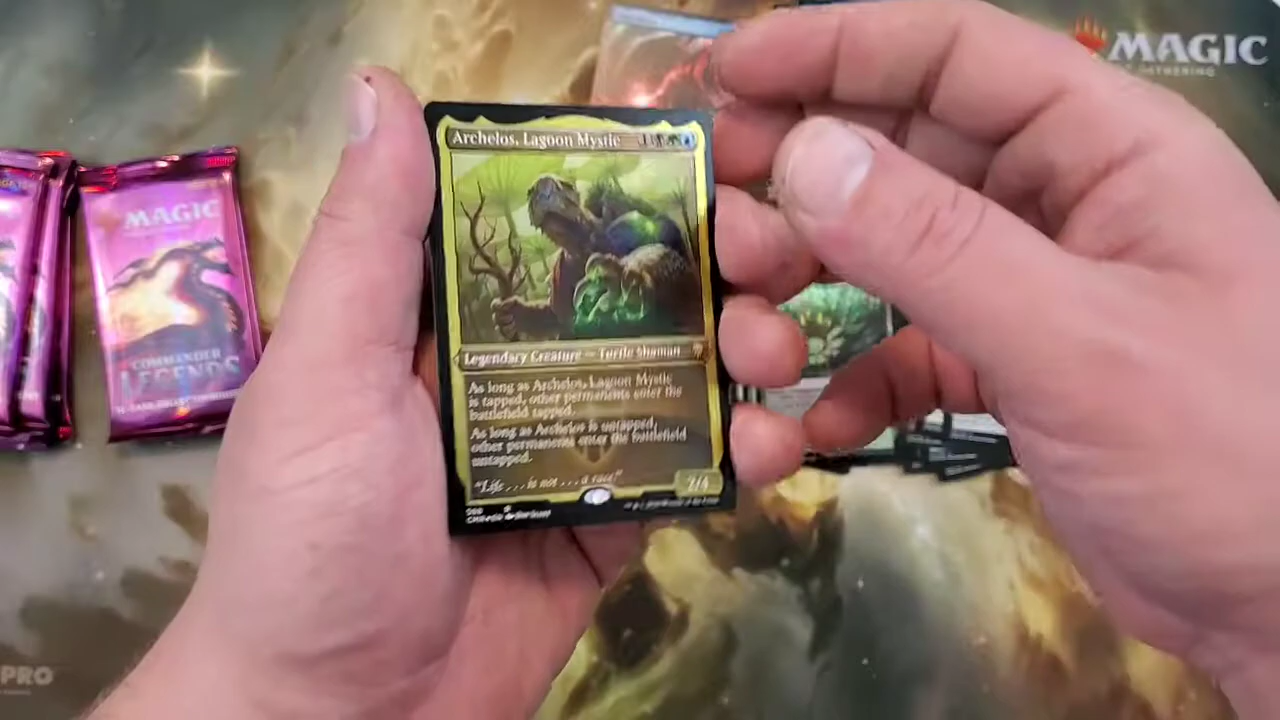 MAGIC
Archelos, Lagoon Mystic
MAGIC
COMMANDER
LEGENDS
Legendary Creature — Turtle Shaman
As long as Archelos, Lagoon Mystic
is tapped, other permanents enter the
battlefield tapped.
As long as Archelos is untapped,
other permanents enter the battlefield
untapped.
"Life . . . is not . . . a race!"
2/4
PRO